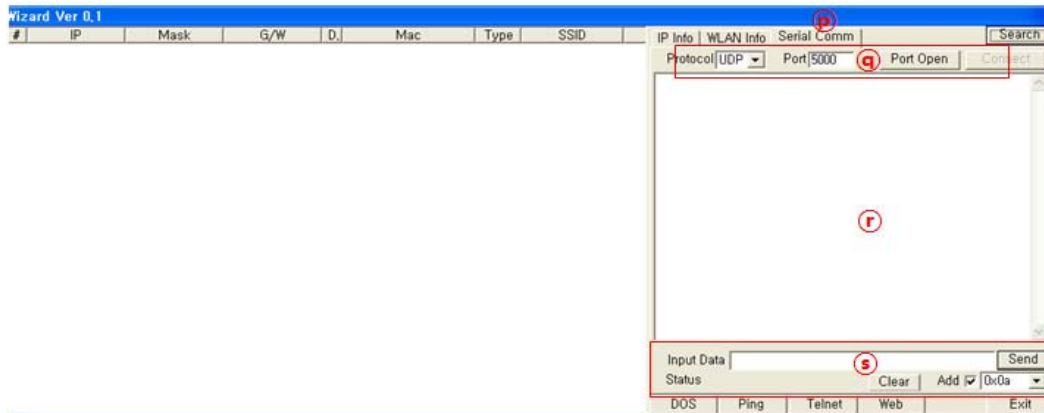 Wizard Ver 0,1
# IP Mask G/W D. Mac Type SSID
ⓟ
IP Info WLAN Info Serial Comm Search
Protocol UDP Port 5000 ⓠ Port Open Connect
ⓡ
Input Data ⓢ Send
Status Clear Add 0x0a
DOS Ping Telnet Web Exit